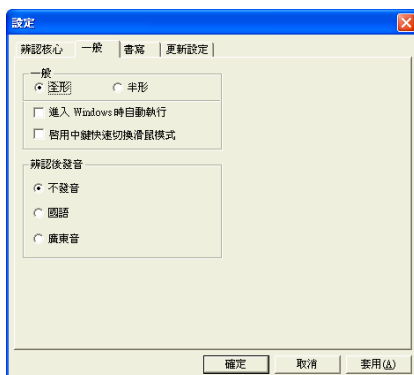 設定
辨認核心 一般 書寫 更新設定
一般
全形 半形
進入 Windows 時自動執行
啓用中鍵快速切換滑鼠模式
辨認後發音
不發音
國語
廣東音
確定 取消 套用(A)